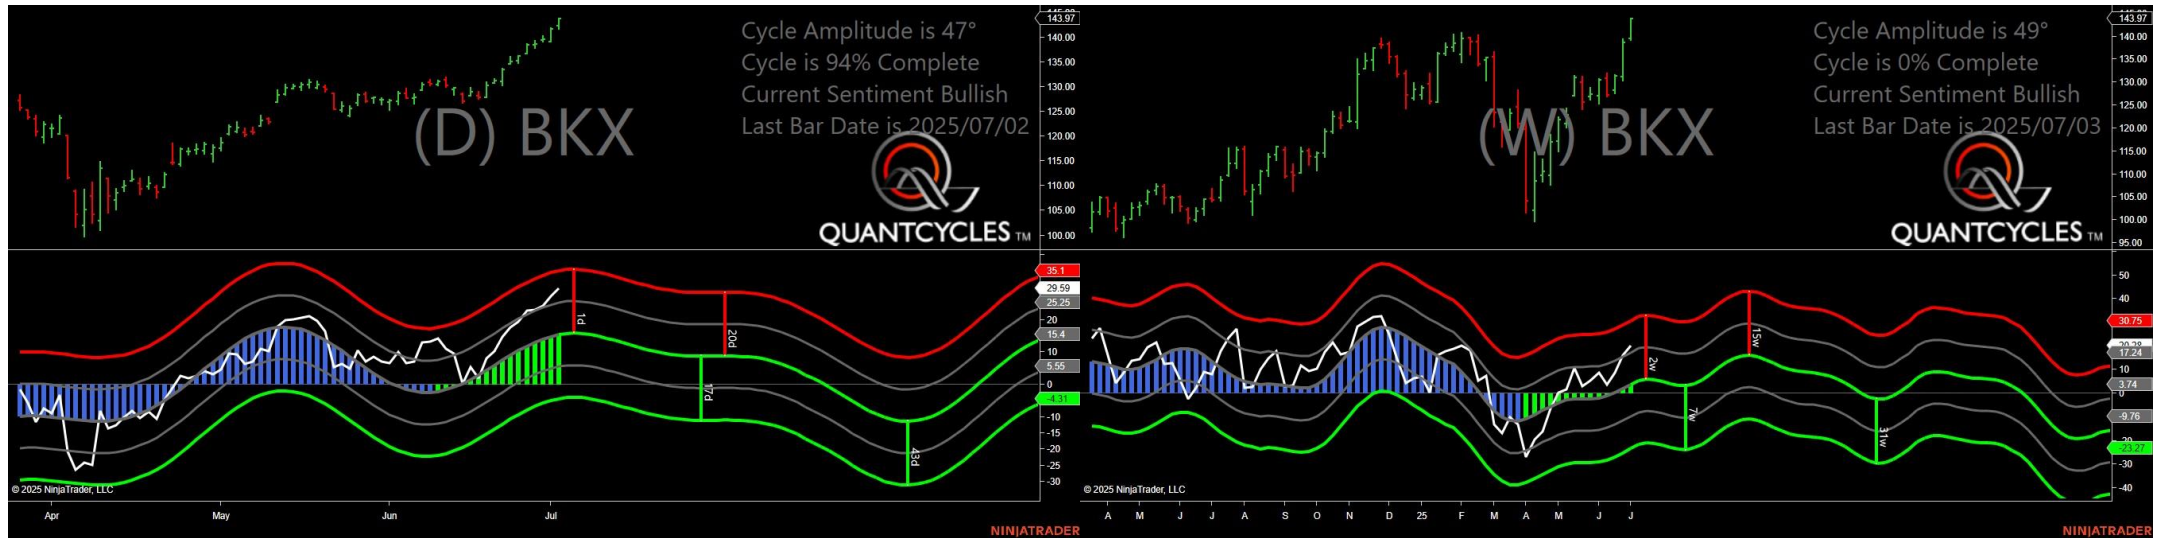 Cycle Amplitude is 47°
Cycle is 94% Complete
Current Sentiment Bullish
Last Bar Date is 2025/07/02
(D) BKX
QUANTCYCLES TM
143.97
140.00
135.00
130.00
125.00
120.00
115.00
110.00
105.00
100.00
35.1
29.59
25.25
20
15.4
10
5.55
0
-4.31
-10
-15
-20
-25
-30
1d
20d
17d
43d
© 2025 NinjaTrader, LLC
Apr May Jun Jul
NINJATRADER
Cycle Amplitude is 49°
Cycle is 0% Complete
Current Sentiment Bullish
Last Bar Date is 2025/07/03
(W) BKX
QUANTCYCLES TM
143.97
140.00
135.00
130.00
125.00
120.00
115.00
110.00
105.00
100.00
95.00
50
40
30.75
17.24
10
3.74
0
-9.76
-23.27
-30
-40
2w
15w
7w
31w
© 2025 NinjaTrader, LLC
A M J J A S O N D 25 F M A M J J
NINJATRADER